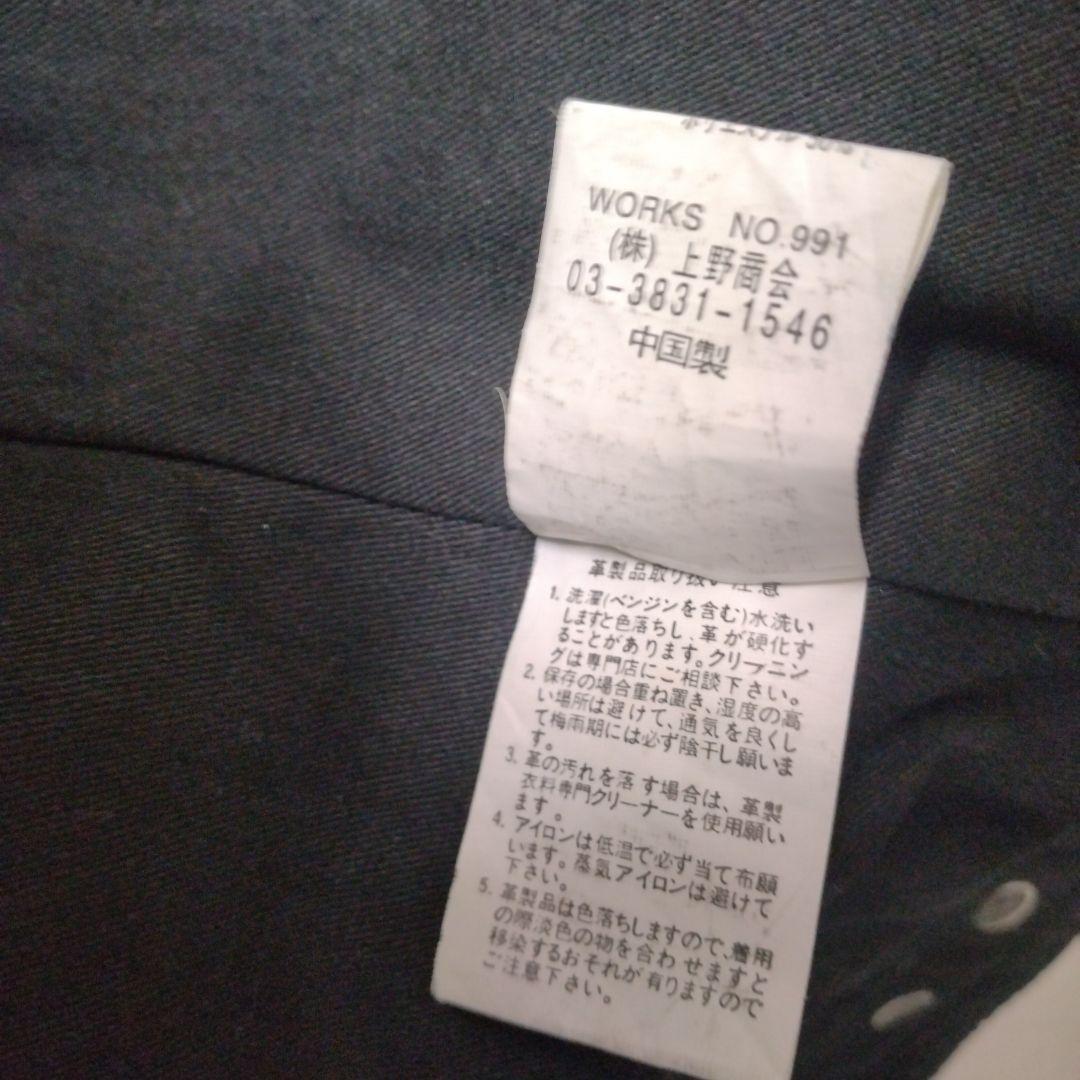 WORKS NO.991
(株) 上野商会
03-3831-1546
中国製
革製品取り扱い注意
1. 洗濯(ベンジンを含む)水洗い
しますと色落ちし、革が硬化す
ることがあります。クリーニン
グは専門店にご相談下さい。
2. 保存の場合重ね置き、湿度の高
い場所は避けて、通気を良くし
て梅雨期には必ず陰干し願いま
す。
3. 革の汚れを落す場合は、革製
衣料専門クリーナーを使用願い
ます。
4. アイロンは低温で必ず当て布願
います。蒸気アイロンは避けて
下さい。
5. 革製品は色落ちしますので、着用
の際淡色の物を合わせますと
移染するおそれが有りますので
ご注意下さい。